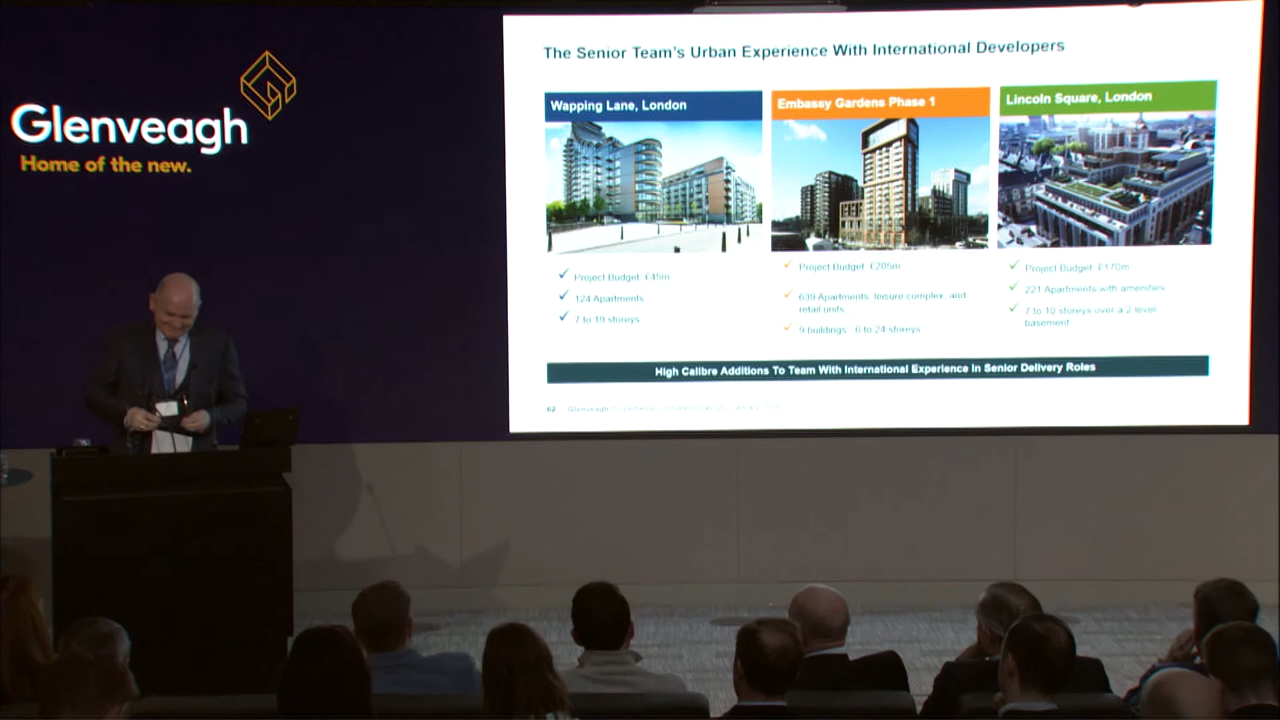 Glenveagh
Home of the new.
The Senior Team's Urban Experience With International Developers
Wapping Lane, London
Embassy Gardens Phase 1
Lincoln Square, London
Project Budget £45m
124 Apartments
7 to 19 storeys
Project Budget £205m
639 Apartments, leisure complex, and
retail units
9 buildings 6 to 24 storeys
Project Budget £170m
221 Apartments with amenities
7 to 10 storeys over a 2 level
basement
High Calibre Additions To Team With International Experience In Senior Delivery Roles
62 Glenveagh